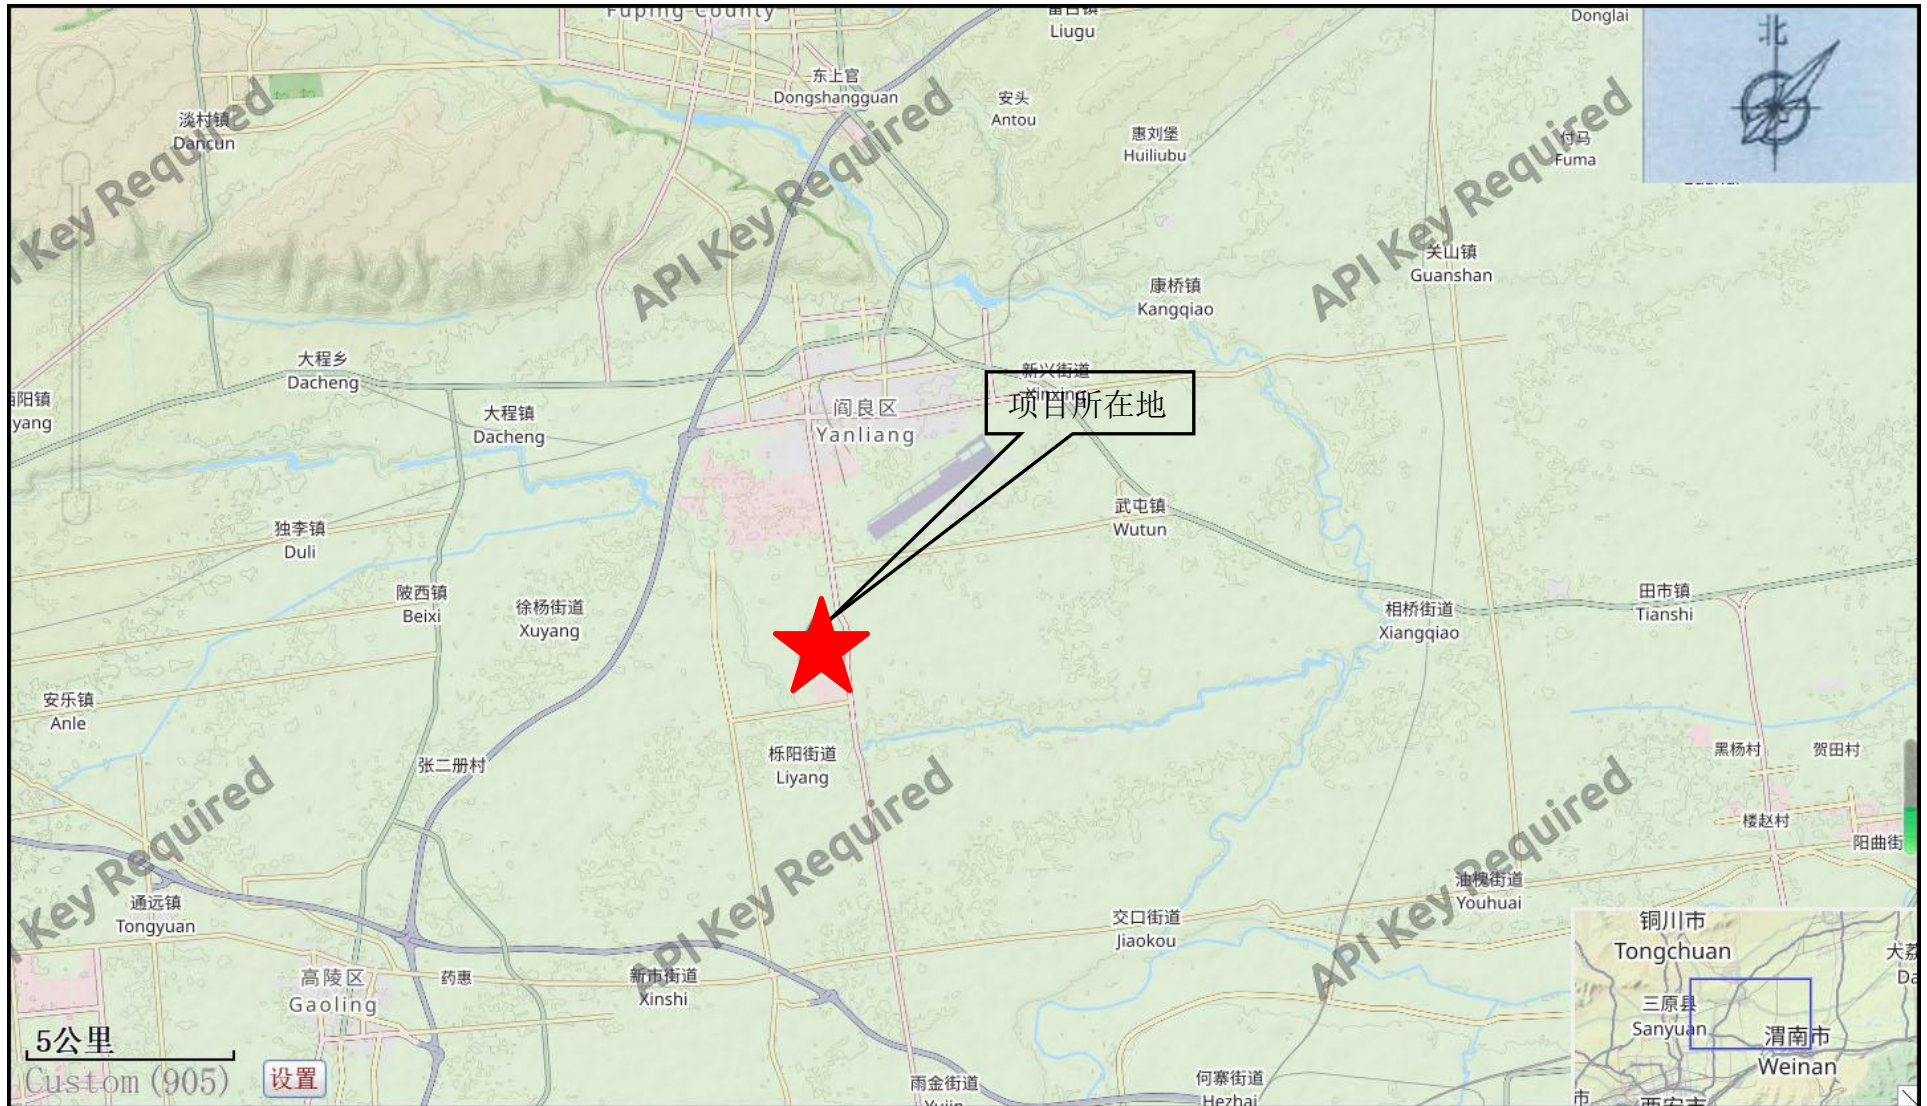 Fuping County
Liugu
Donglai
北
东上官
Dongshangguan
安头
Antou
淡村镇
Dancun
惠刘堡
Huiliubu
付马
Fuma
API Key Required
API Key Required
Key Required
关山镇
Guanshan
康桥镇
Kangqiao
大程乡
Dacheng
新兴街道
Xinxing
项目所在地
阳镇
yang
大程镇
Dacheng
阎良区
Yanliang
武屯镇
Wutun
独李镇
Duli
陂西镇
Beixi
徐杨街道
Xuyang
相桥街道
Xiangqiao
田市镇
Tianshi
安乐镇
Anle
栎阳街道
Liyang
张二册村
黑杨村
贺田村
楼赵村
阳曲街
API Key Required
API Key Required
Key Required
油槐街道
Youhuai
通远镇
Tongyuan
交口街道
Jiaokou
高陵区
Gaoling
药惠
新市街道
Xinshi
铜川市
Tongchuan
大荔
Da
三原县
Sanyuan
渭南市
Weinan
5公里
Custom (905)
设置
雨金街道
何寨街道
Hezhai
市
西安市